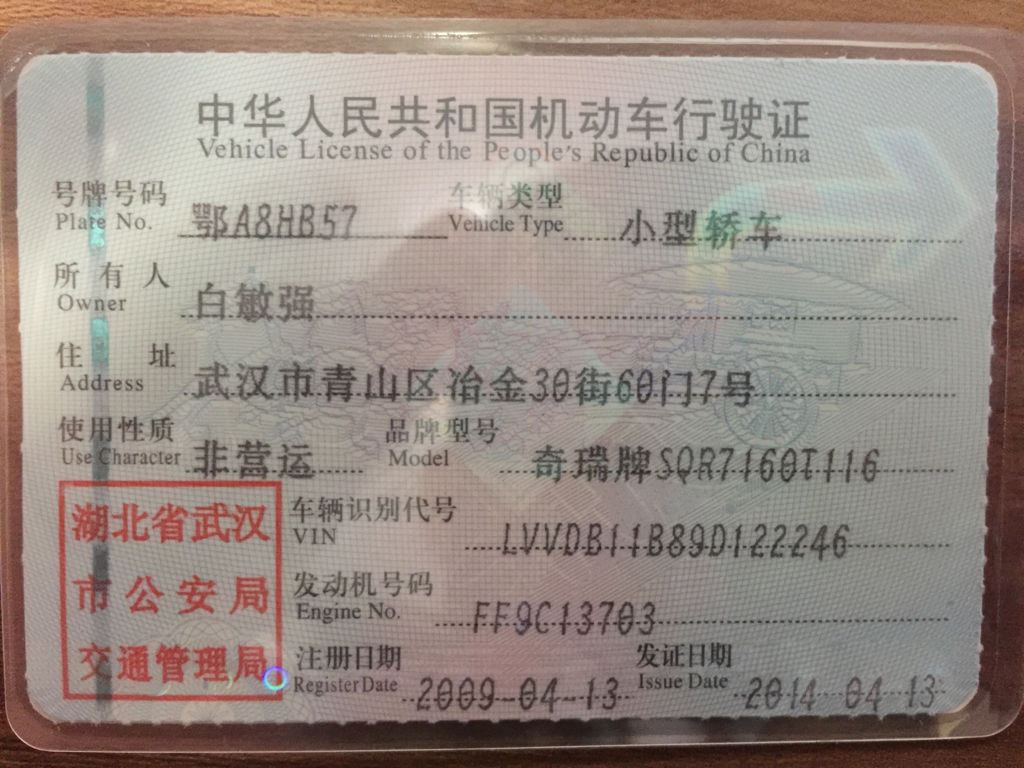 中华人民共和国机动车行驶证
Vehicle License of the People's Republic of China
号牌号码 鄂A8HB57 车辆类型 小型轿车
Plate No. Vehicle Type
所有人 白敏强
Owner
住址 武汉市青山区冶金30街60门7号
Address
使用性质 非营运 品牌型号 奇瑞牌SQR7160T116
Use Character Model
湖北省武汉
市公安局
交通管理局
车辆识别代号 LVVDB11B89D122246
VIN
发动机号码 FF9C13703
Engine No.
注册日期 2009-04-13 发证日期 2014-04-13
Register Date Issue Date